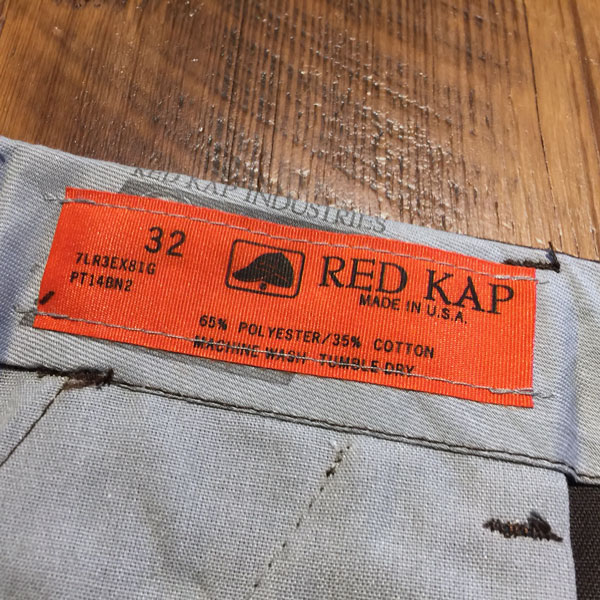 RED KAP INDUSTRIES
32
7LR3EX81G
PT14BN2
RED KAP
MADE IN U.S.A.
65% POLYESTER/35% COTTON
MACHINE WASH TUMBLE DRY